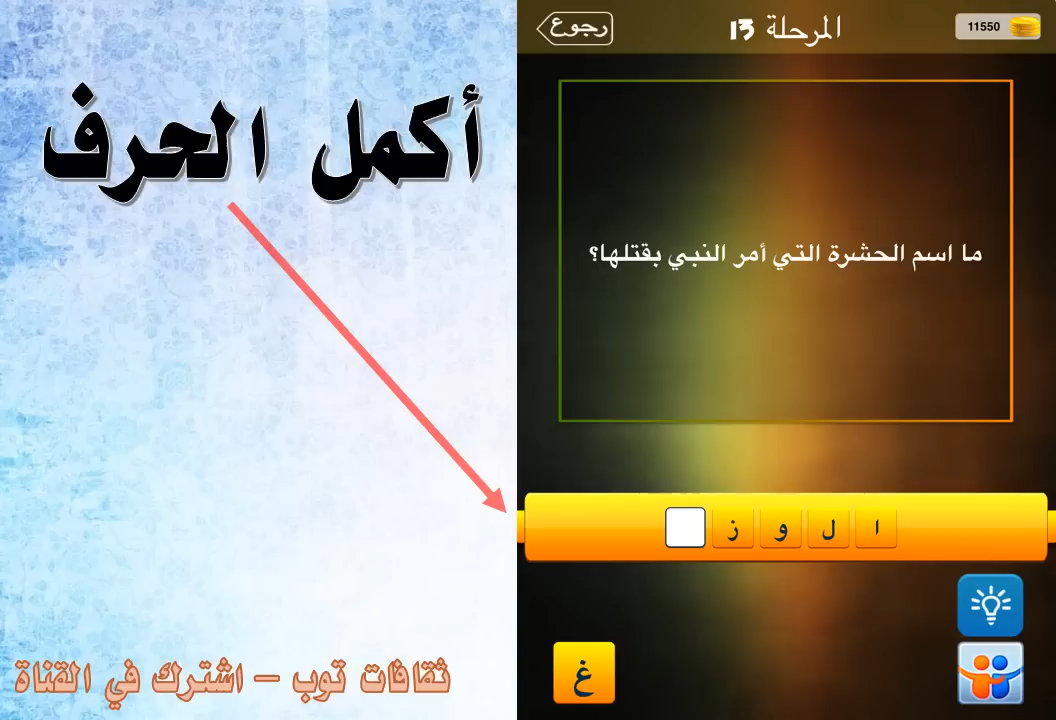 أكمل الحرف
ثقافات توب – اشترك في القناة
رجوع
المرحلة 13
11550
ما اسم الحشرة التي أمر النبي بقتلها؟
ا ل و ز
غ